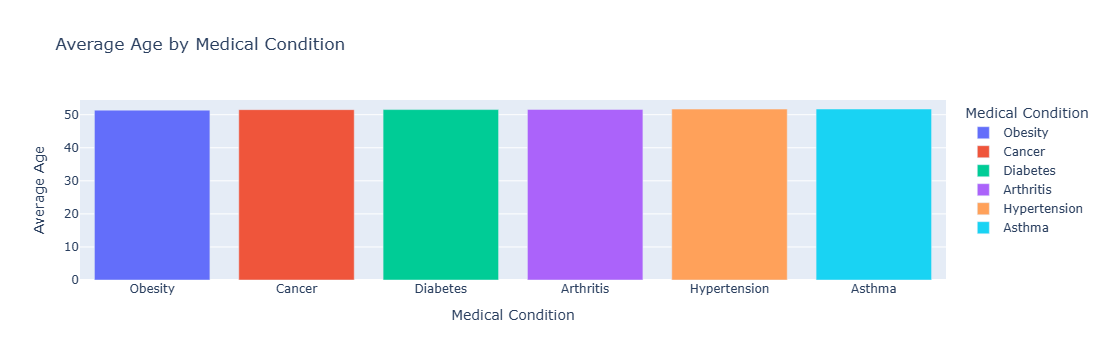 Average Age by Medical Condition
Average Age
50
40
30
20
10
0
Obesity
Cancer
Diabetes
Arthritis
Hypertension
Asthma
Medical Condition
Medical Condition
Obesity
Cancer
Diabetes
Arthritis
Hypertension
Asthma